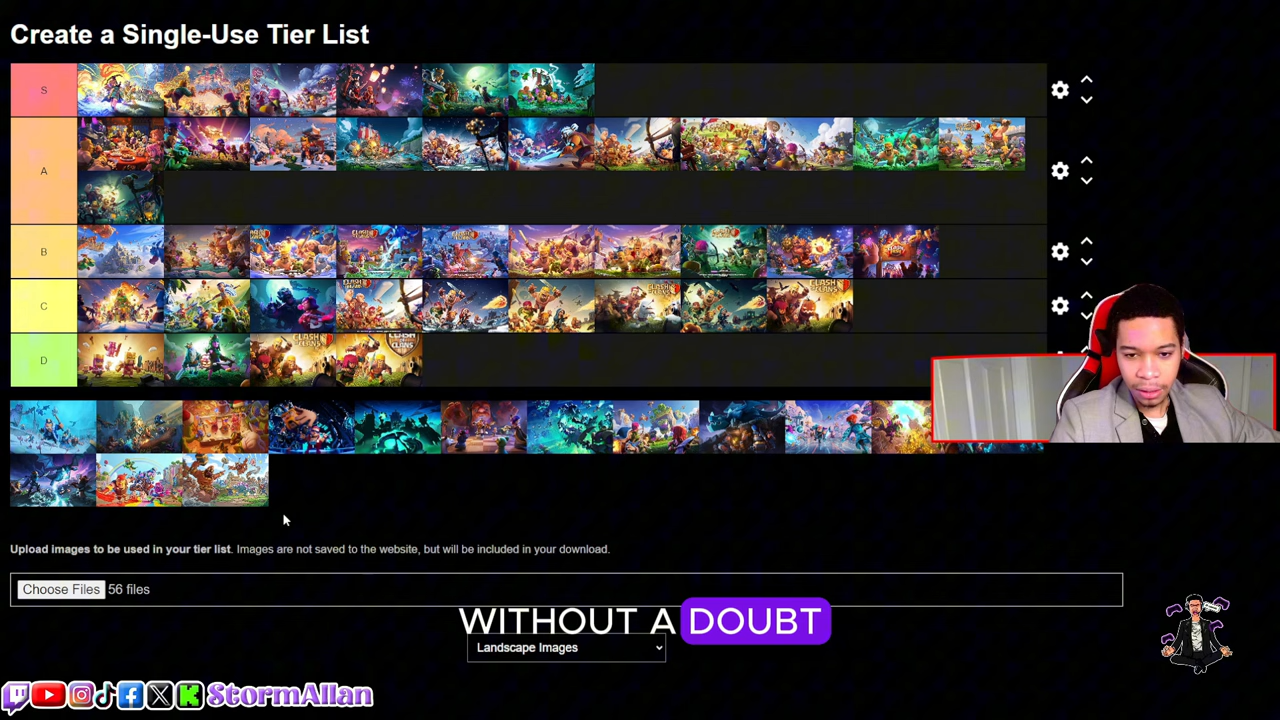 Create a Single-Use Tier List
S
A
B
C
D
Upload images to be used in your tier list. Images are not saved to the website, but will be included in your download.
Choose Files 56 files
WITHOUT A DOUBT
Landscape Images
StormAllan